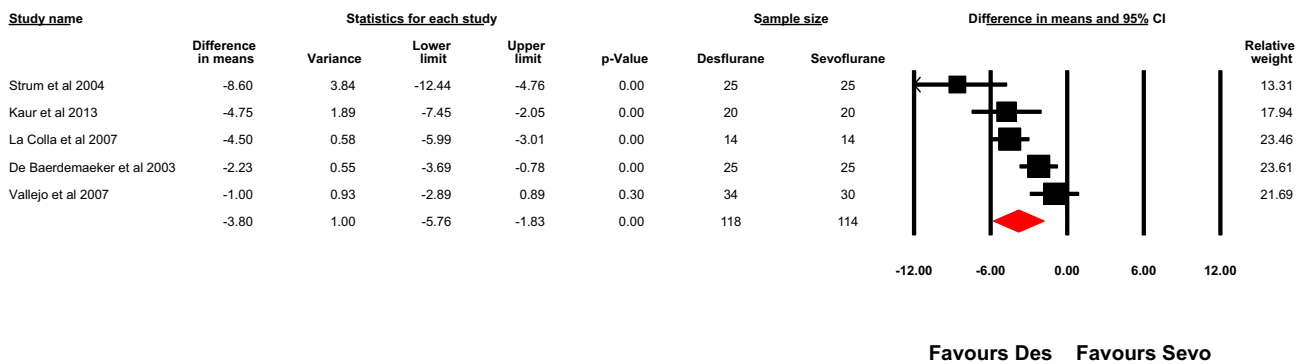 Study name Statistics for each study Sample size Difference in means and 95% CI
Difference in means Variance Lower limit Upper limit p-Value Desflurane Sevoflurane Relative weight
Strum et al 2004 -8.60 3.84 -12.44 -4.76 0.00 25 25 13.31
Kaur et al 2013 -4.75 1.89 -7.45 -2.05 0.00 20 20 17.94
La Colla et al 2007 -4.50 0.58 -5.99 -3.01 0.00 14 14 23.46
De Baerdemaeker et al 2003 -2.23 0.55 -3.69 -0.78 0.00 25 25 23.61
Vallejo et al 2007 -1.00 0.93 -2.89 0.89 0.30 34 30 21.69
-3.80 1.00 -5.76 -1.83 0.00 118 114
-12.00 -6.00 0.00 6.00 12.00
Favours Des Favours Sevo